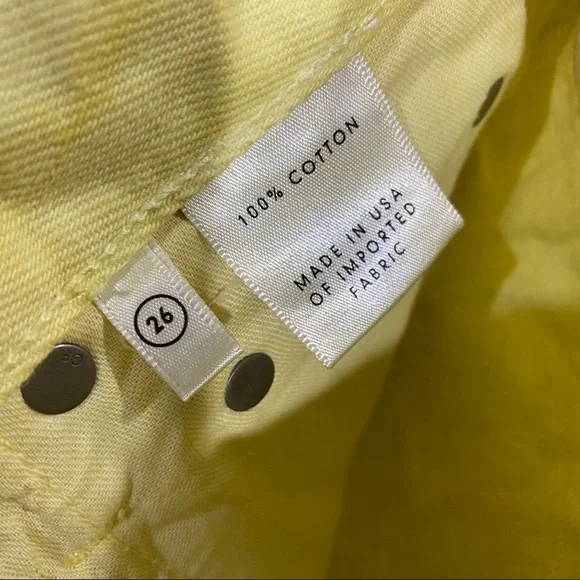 100% COTTON
MADE IN USA
OF IMPORTED
FABRIC
26